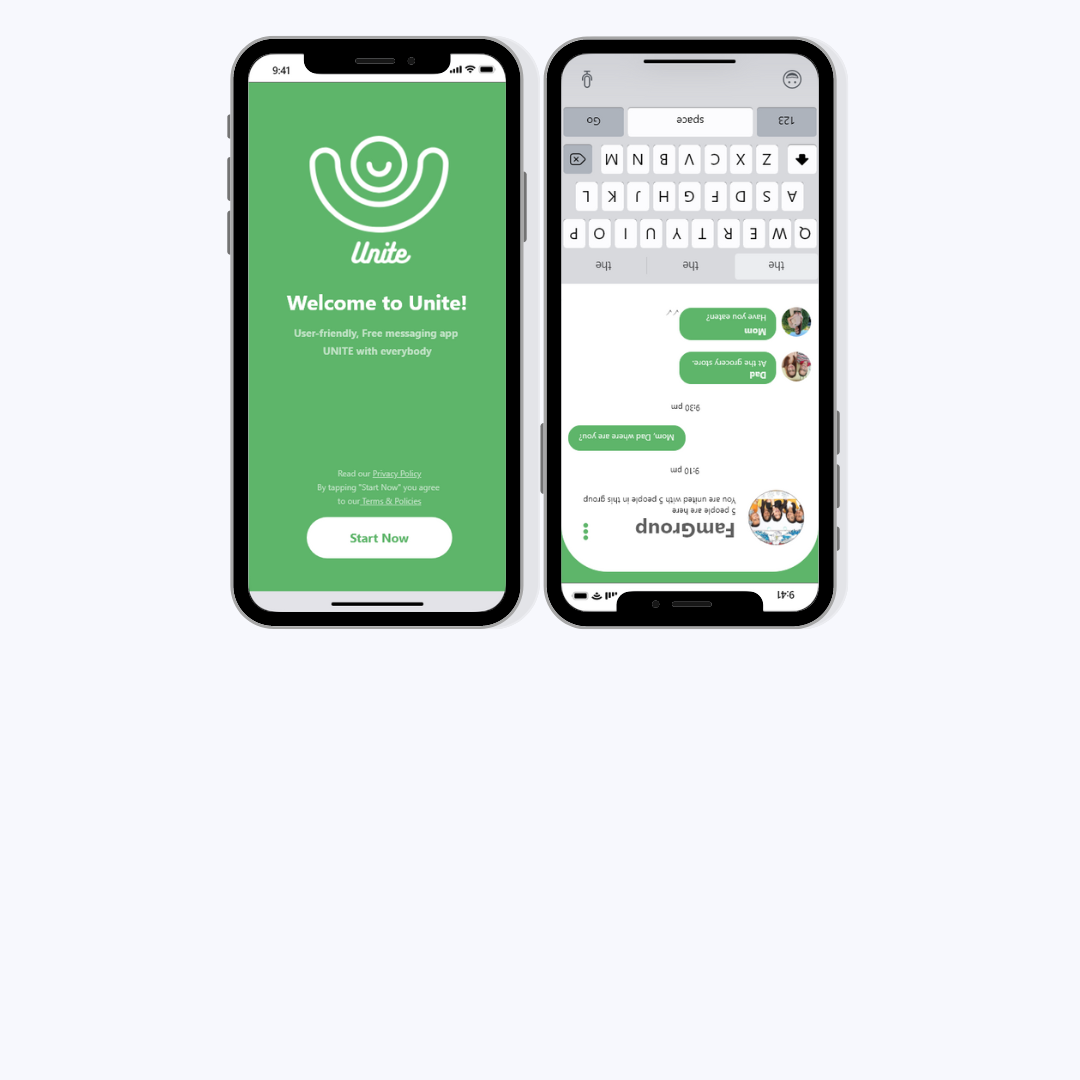 9:41
Unite
Welcome to Unite!
User-friendly, Free messaging app
UNITE with everybody
Read our Privacy Policy
By tapping "Start Now" you agree
to our Terms & Policies
Start Now
9:41
FamGroup
5 people are here
You are united with 5 people in this group
9:10 pm
Mom, Dad where are you?
9:30 pm
Dad
At the grocery store.
Mom
Have you eaten?
the the the
Q W E R T Y U I O P
A S D F G H J K L
Z X C V B N M
123 space Go